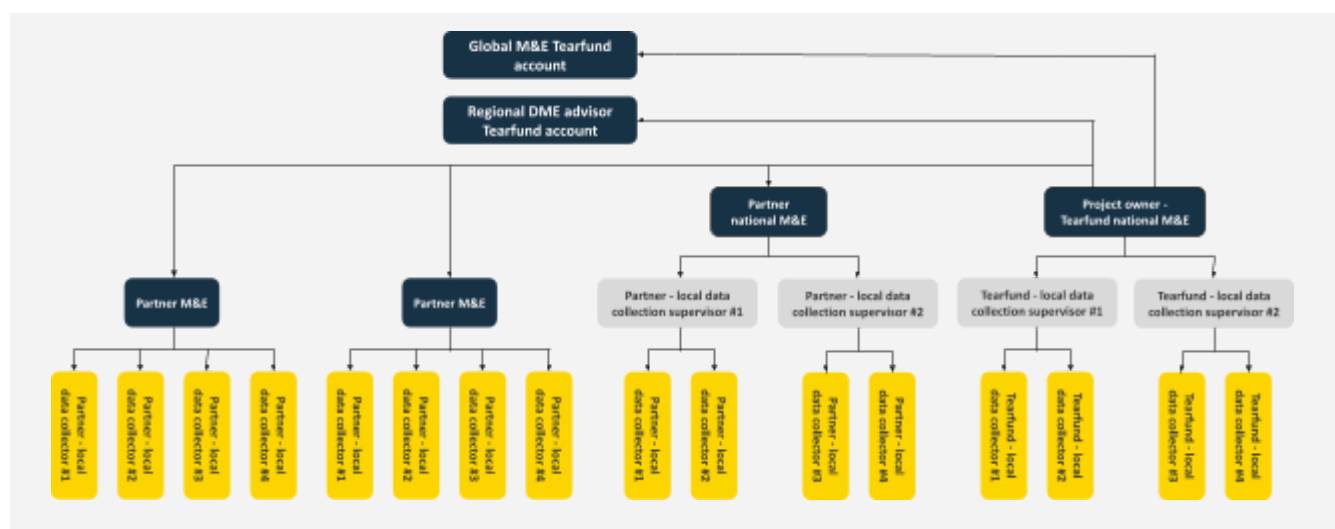 Global M&E Tearfund
account
Regional DME advisor
Tearfund account
Partner
national M&E
Project owner -
Tearfund national M&E
Partner M&E
Partner M&E
Partner - local data
collection supervisor #1
Partner - local data
collection supervisor #2
Tearfund - local data
collection supervisor #1
Tearfund - local data
collection supervisor #2
Partner - local
data collector #1
Partner - local
data collector #2
Partner - local
data collector #3
Partner - local
data collector #4
Partner - local
data collector #1
Partner - local
data collector #2
Partner - local
data collector #3
Partner - local
data collector #4
Partner - local
data collector #1
Partner - local
data collector #2
Partner - local
data collector #3
Partner - local
data collector #4
Tearfund - local
data collector #1
Tearfund - local
data collector #2
Tearfund - local
data collector #3
Tearfund - local
data collector #4